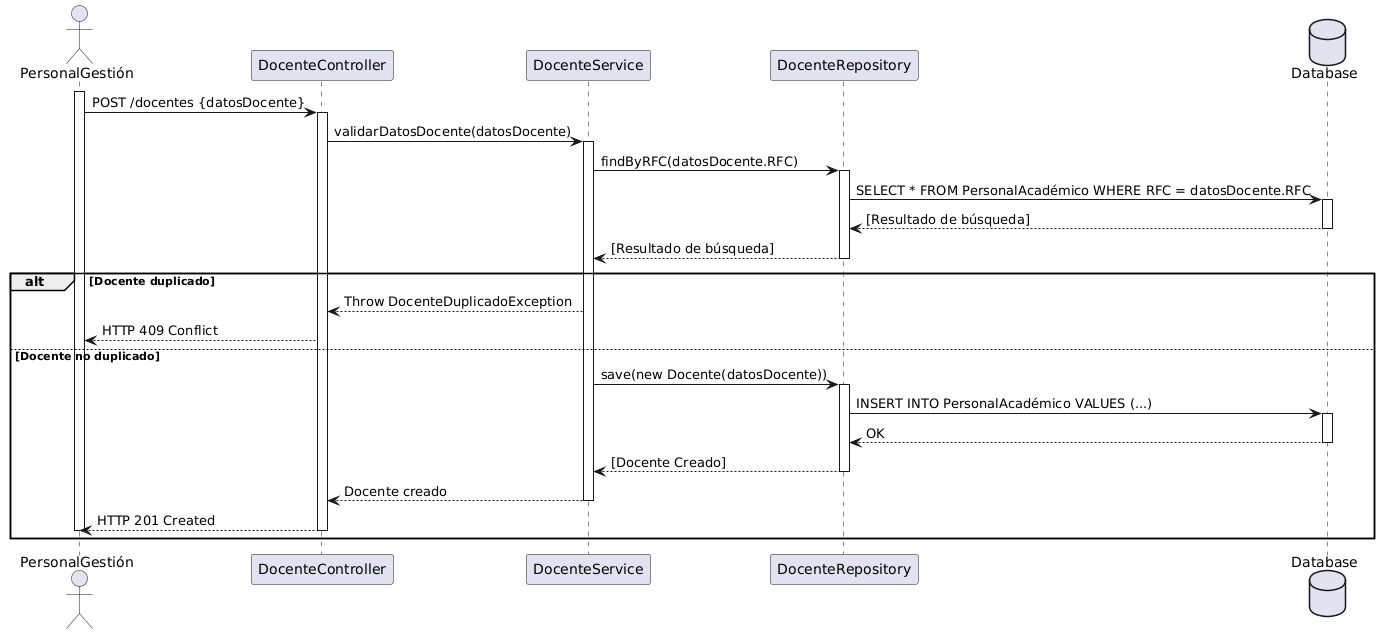 PersonalGestión
DocenteController
DocenteService
DocenteRepository
Database
POST /docentes {datosDocente}
validarDatosDocente(datosDocente)
findByRFC(datosDocente.RFC)
SELECT * FROM PersonalAcadémico WHERE RFC = datosDocente.RFC
[Resultado de búsqueda]
[Resultado de búsqueda]
alt
[Docente duplicado]
Throw DocenteDuplicadoException
HTTP 409 Conflict
[Docente no duplicado]
save(new Docente(datosDocente))
INSERT INTO PersonalAcadémico VALUES (...)
OK
[Docente Creado]
Docente creado
HTTP 201 Created
PersonalGestión
DocenteController
DocenteService
DocenteRepository
Database